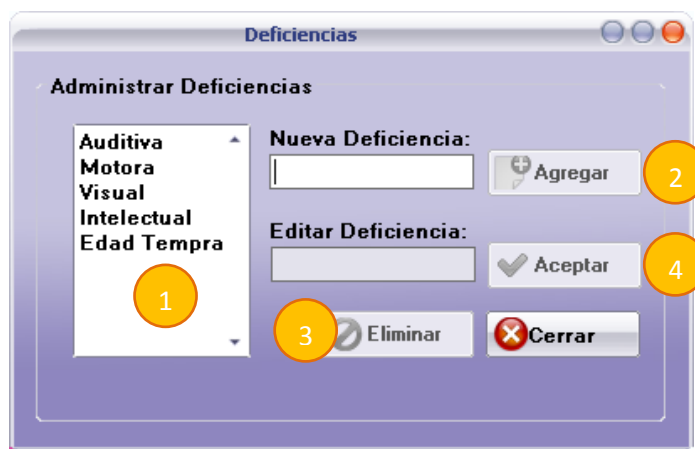 Deficiencias
Administrar Deficiencias
Auditiva
Motora
Visual
Intelectual
Edad Tempra
1
Nueva Deficiencia:
Agregar
2
Editar Deficiencia:
Aceptar
4
3
Eliminar
Cerrar